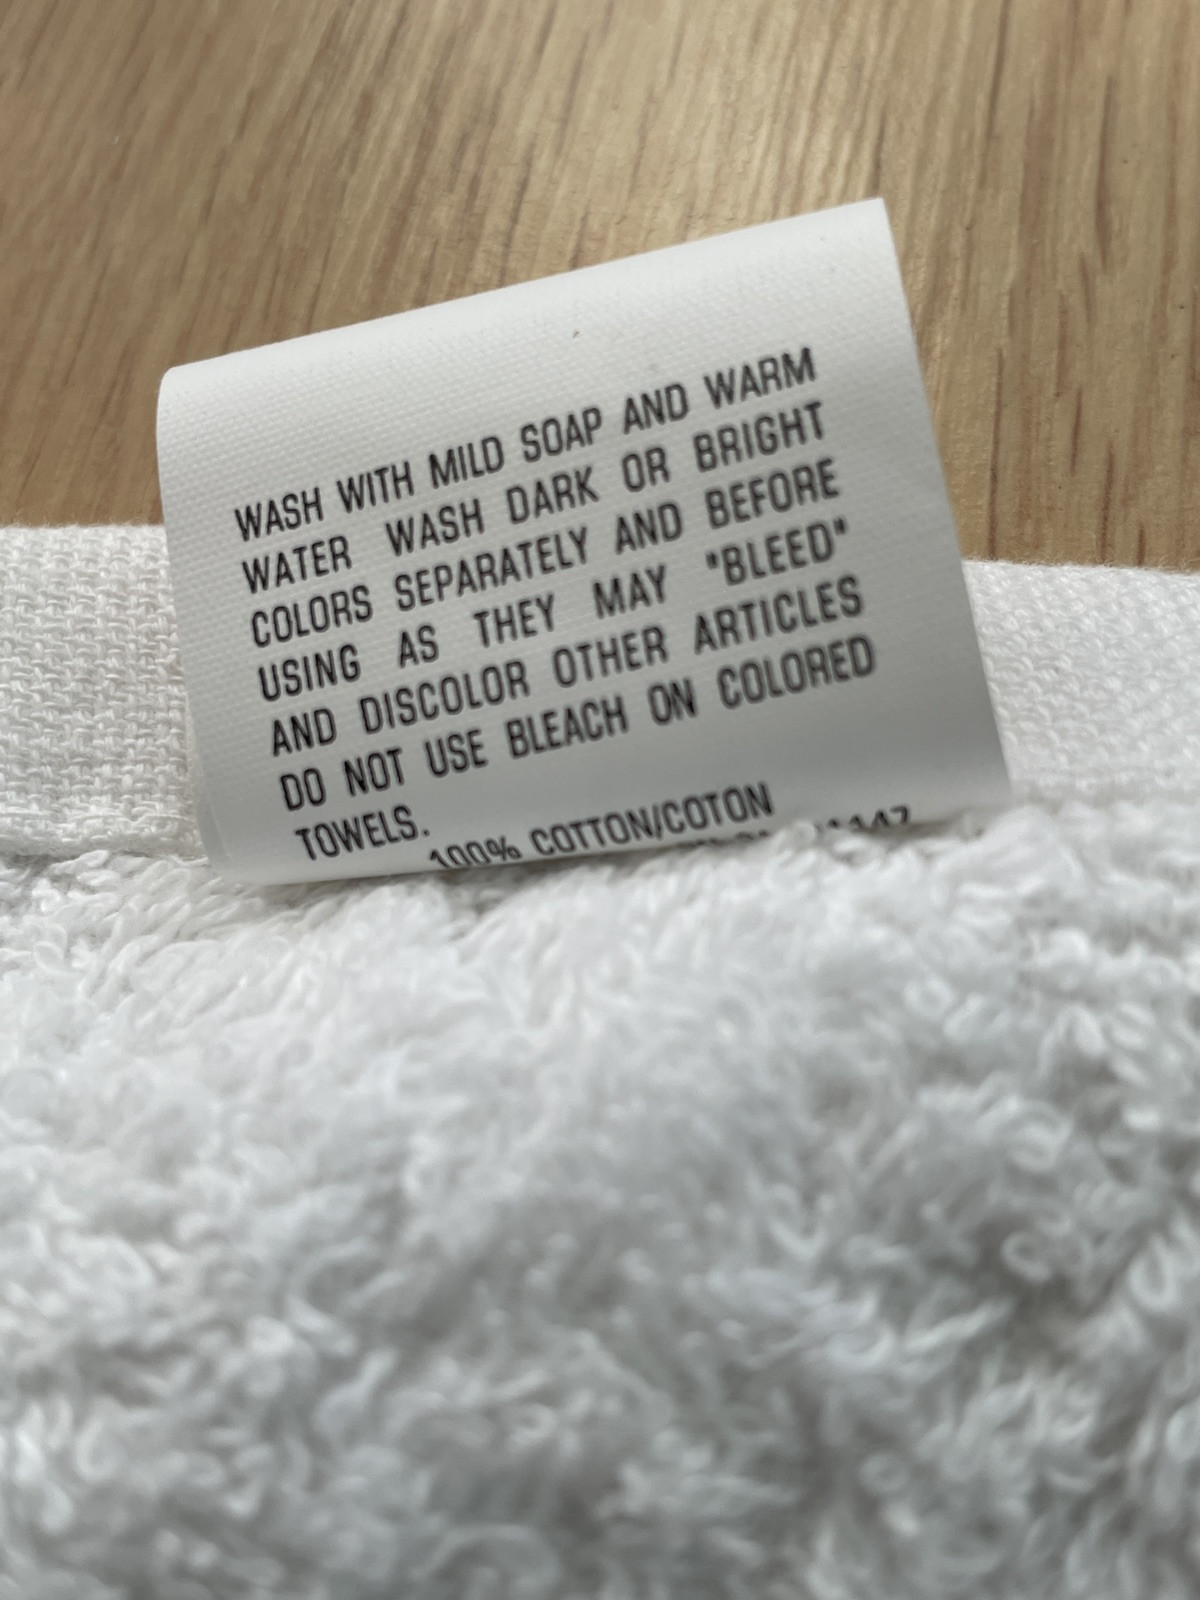 WASH WITH MILD SOAP AND WARM
WATER WASH DARK OR BRIGHT
COLORS SEPARATELY AND BEFORE
USING AS THEY MAY "BLEED"
AND DISCOLOR OTHER ARTICLES
DO NOT USE BLEACH ON COLORED
TOWELS.
100% COTTON/COTON